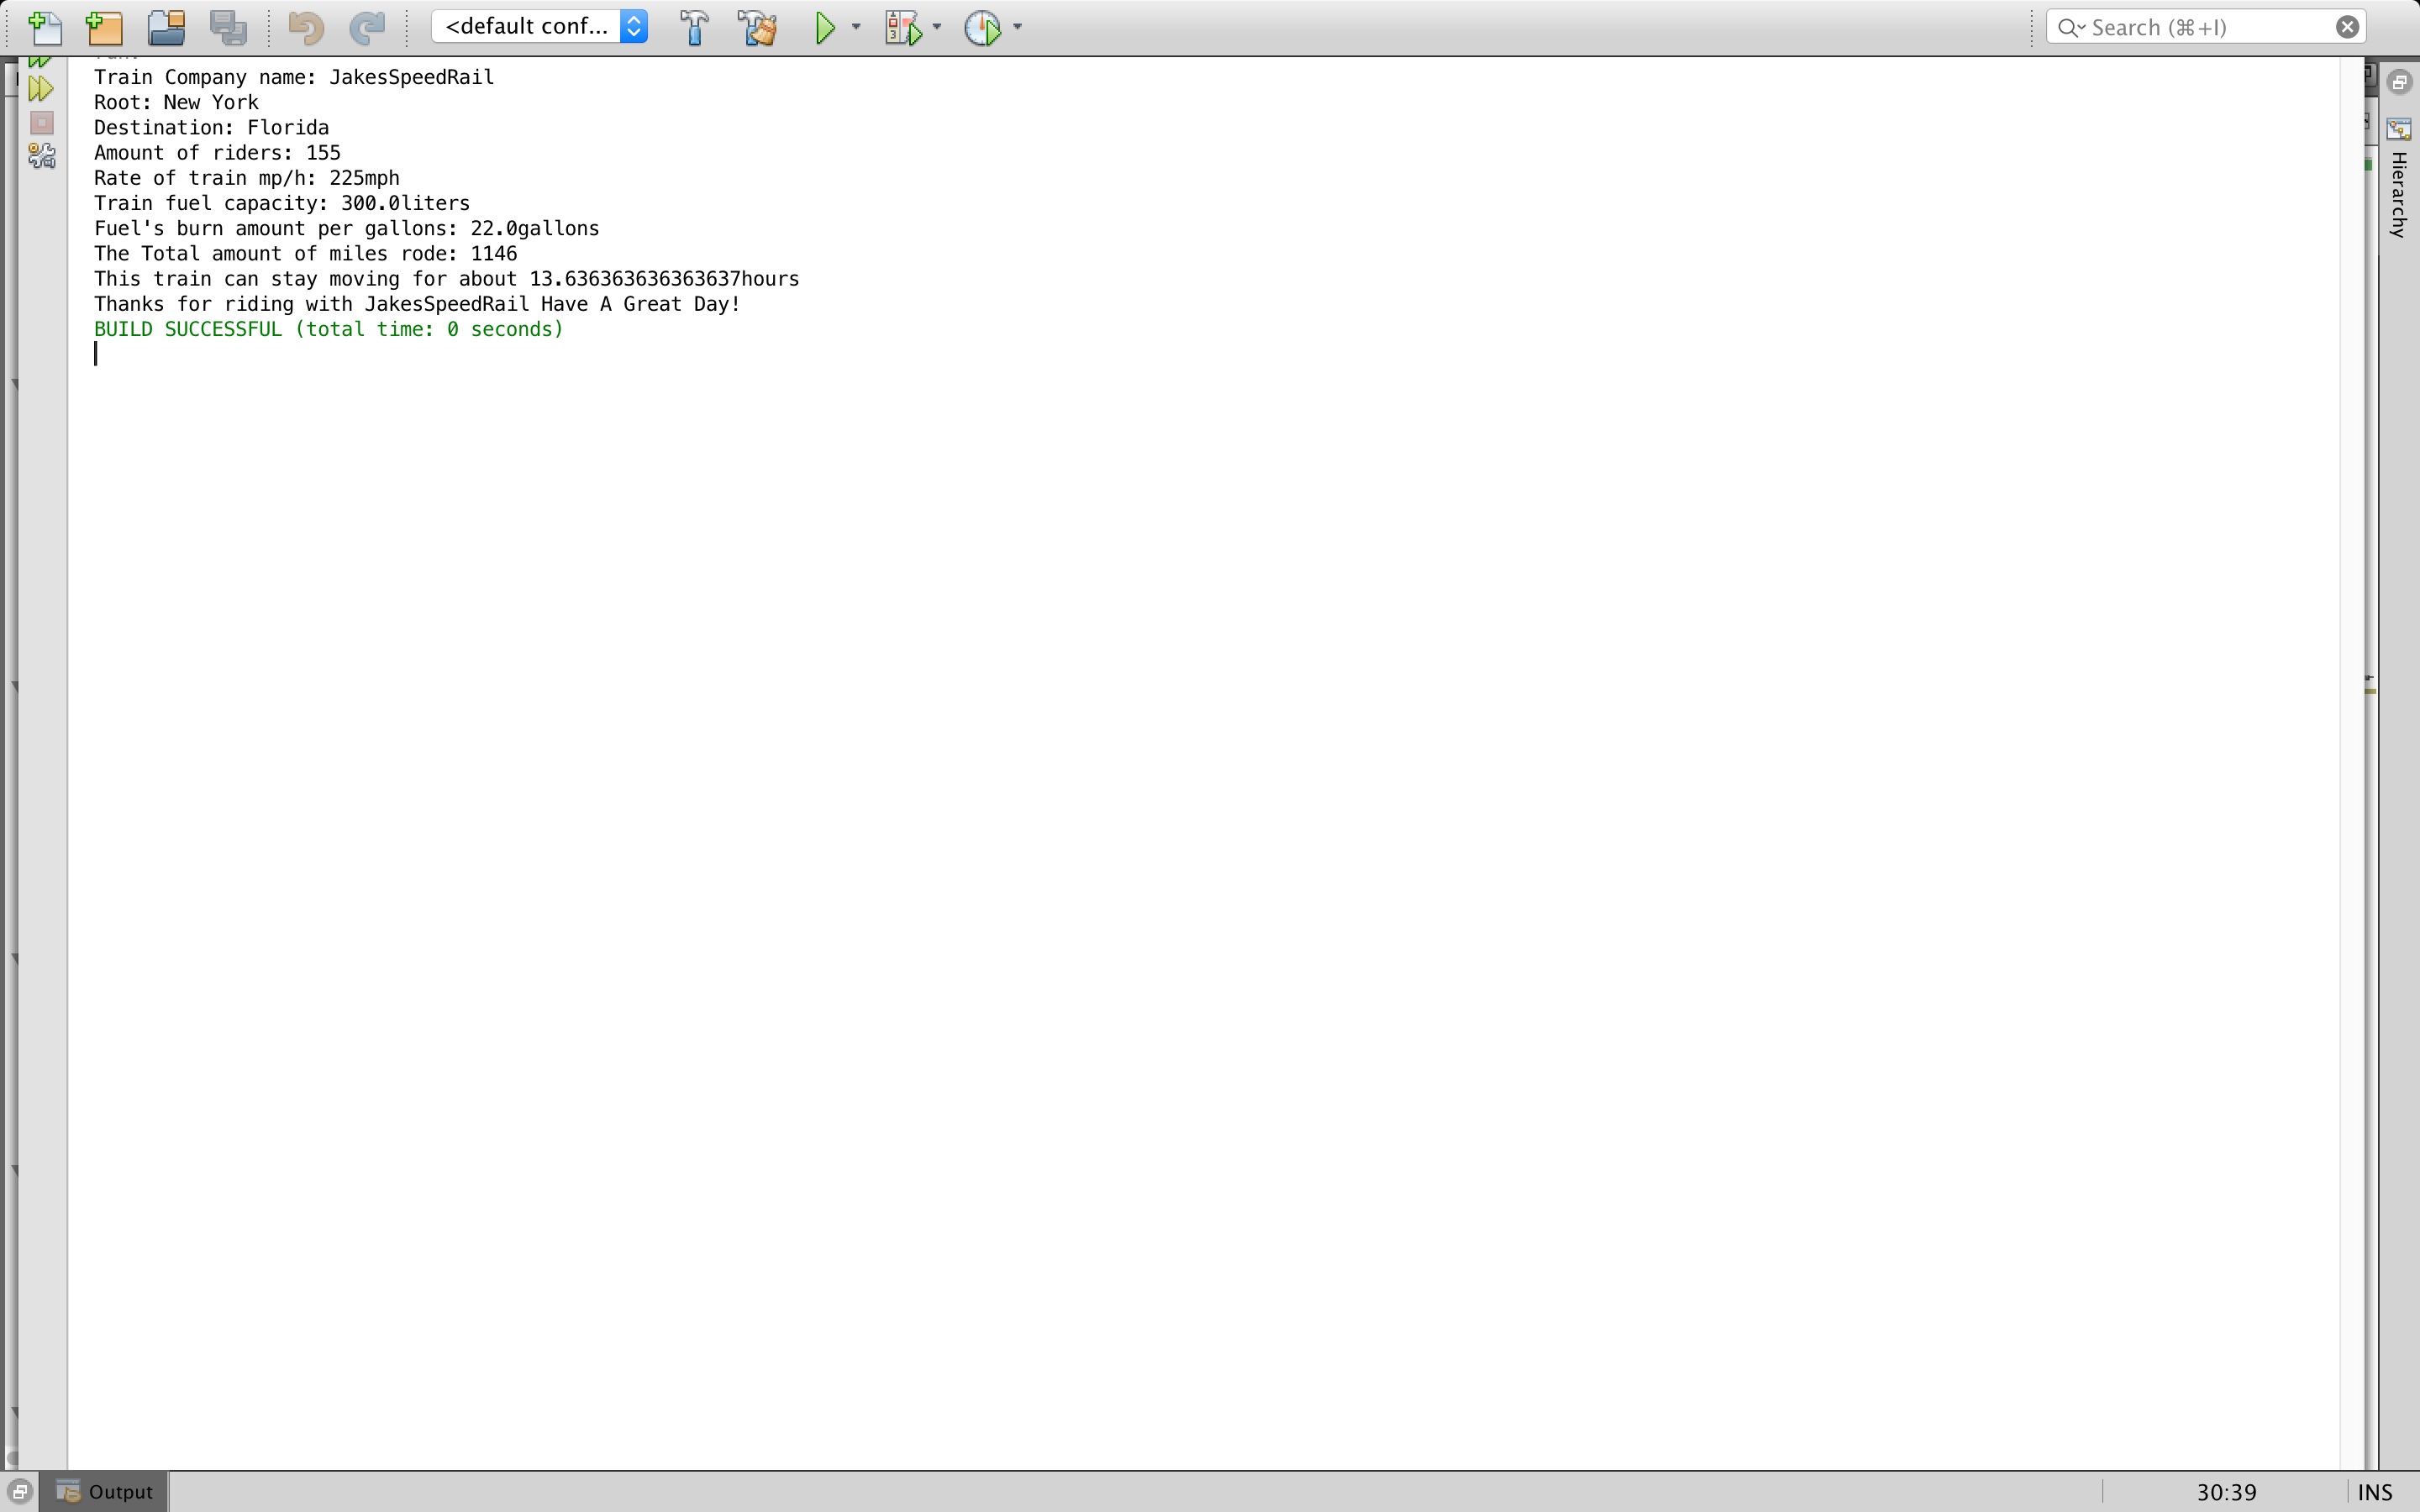 <default conf...
Search (⌘+I)
Train Company name: JakesSpeedRail
Root: New York
Destination: Florida
Amount of riders: 155
Rate of train mp/h: 225mph
Train fuel capacity: 300.0liters
Fuel's burn amount per gallons: 22.0gallons
The Total amount of miles rode: 1146
This train can stay moving for about 13.636363636363637hours
Thanks for riding with JakesSpeedRail Have A Great Day!
BUILD SUCCESSFUL (total time: 0 seconds)
Hierarchy
Output
30:39
INS